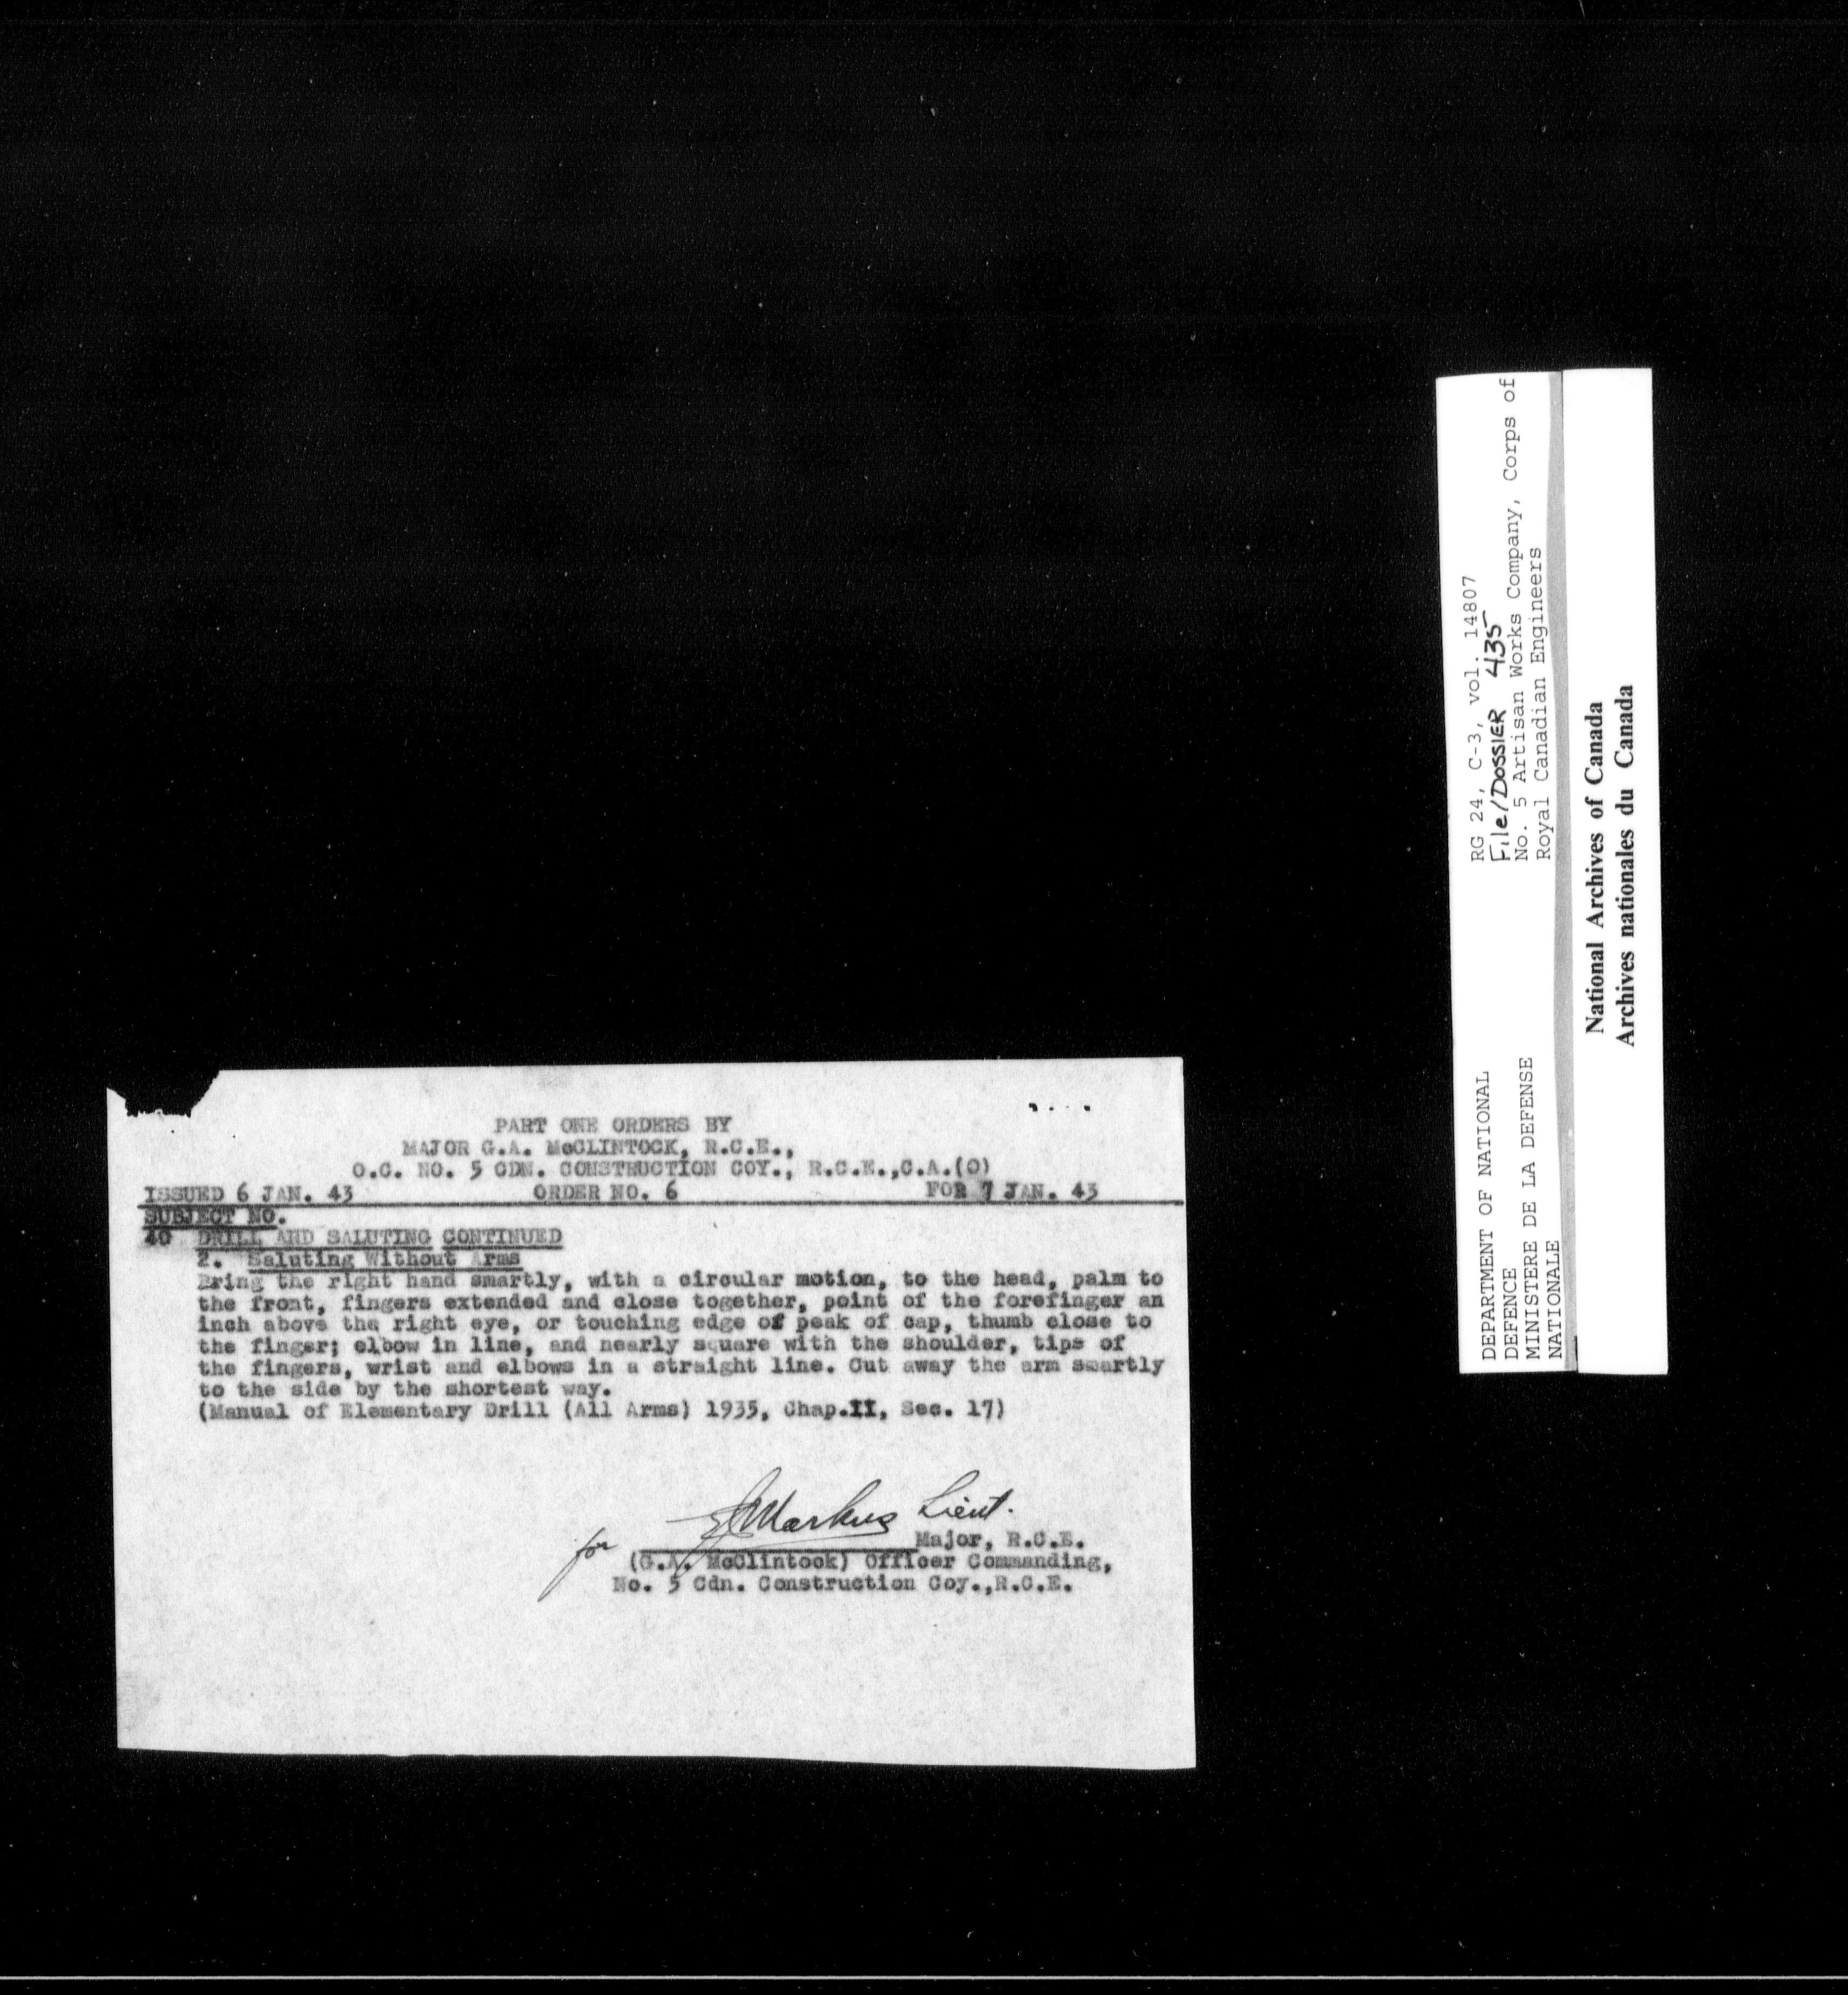 PART ONE ORDERS BY
MAJOR G.A. McCLINTOCK, R.C.E.,
O.C. NO. 5 CDN. CONSTRUCTION COY., R.C.E.,C.A.(O)
ISSUED 6 JAN. 43 ORDER NO. 6 FOR 7 JAN. 43
SUBJECT NO.
40 DRILL AND SALUTING CONTINUED
2. Saluting Without Arms
Bring the right hand smartly, with a circular motion, to the head, palm to
the front, fingers extended and close together, point of the forefinger an
inch above the right eye, or touching edge of peak of cap, thumb close to
the finger; elbow in line, and nearly square with the shoulder, tips of
the fingers, wrist and elbows in a straight line. Cut away the arm smartly
to the side by the shortest way.
(Manual of Elementary Drill (All Arms) 1935, Chap.II, Sec. 17)
Markus Lieut.
for Major, R.C.E.
(G.A. McClintock) Officer Commanding,
No. 5 Cdn. Construction Coy.,R.C.E.
DEPARTMENT OF NATIONAL
DEFENCE
MINISTERE DE LA DEFENSE
NATIONALE
RG 24, C-3, vol. 14807
File/DOSSIER 435
No. 5 Artisan Works Company, Corps of
Royal Canadian Engineers
National Archives of Canada
Archives nationales du Canada